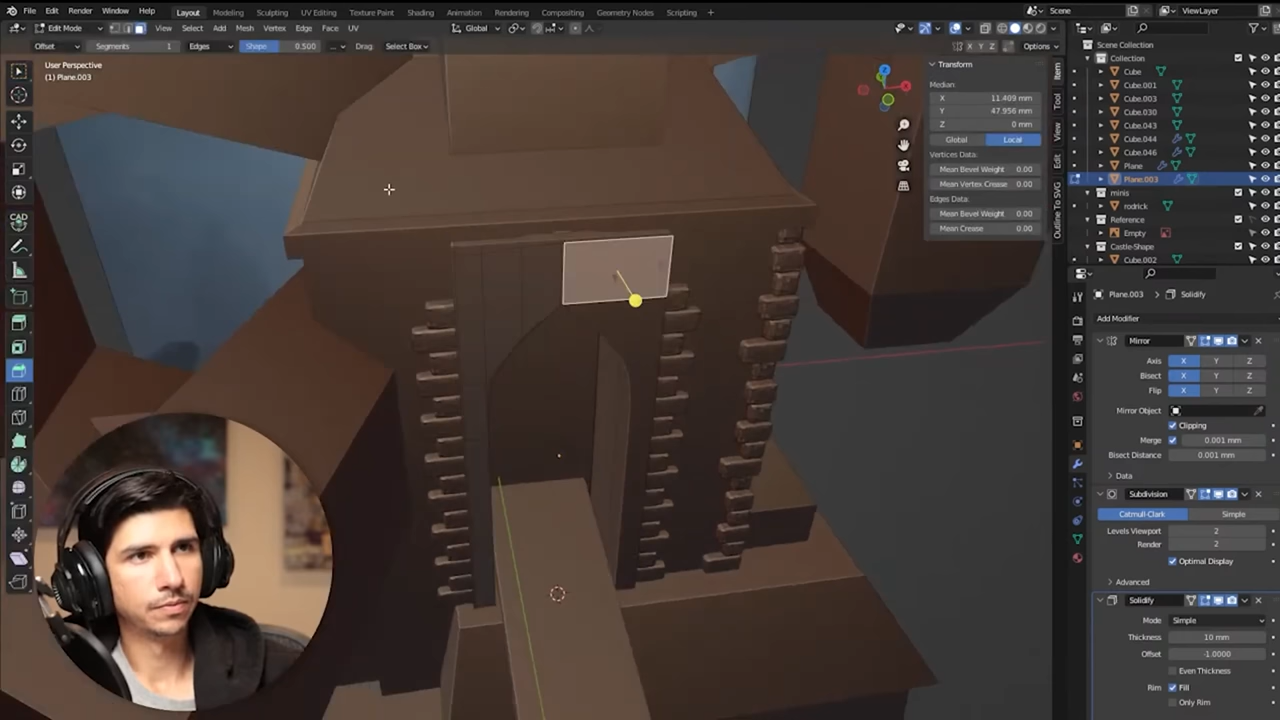 File Edit Render Window Help Layout Modeling Sculpting UV Editing Texture Paint Shading Animation Rendering Compositing Geometry Nodes Scripting + Scene ViewLayer
Edit Mode View Select Add Mesh Vertex Edge Face UV Global
Offset Segments 1 Edges Shape 0.500 ... Drag: Select Box X Y Z Options
User Perspective
(1) Plane.003
CAD
Transform
Median:
X 11.409 mm
Y 47.956 mm
Z 0 mm
Global Local
Vertices Data:
Mean Bevel Weight 0.00
Mean Vertex Crease 0.00
Edges Data:
Mean Bevel Weight 0.00
Mean Crease 0.00
Item
Tool
View
Edit
Outline To SVG
Scene Collection
Collection
Cube
Cube.001
Cube.003
Cube.030
Cube.043
Cube.044
Cube.046
Plane
Plane.003
minis
rodrick
Reference
Empty
Castle-Shape
Cube.002
Plane.003 > Solidify
Add Modifier
Mirror
Axis X Y Z
Bisect X Y Z
Flip X Y Z
Mirror Object
Clipping
Merge 0.001 mm
Bisect Distance 0.001 mm
Data
Subdivision
Catmull-Clark Simple
Levels Viewport 2
Render 2
Optimal Display
Advanced
Solidify
Mode Simple
Thickness 10 mm
Offset -1.0000
Even Thickness
Rim Fill
Only Rim